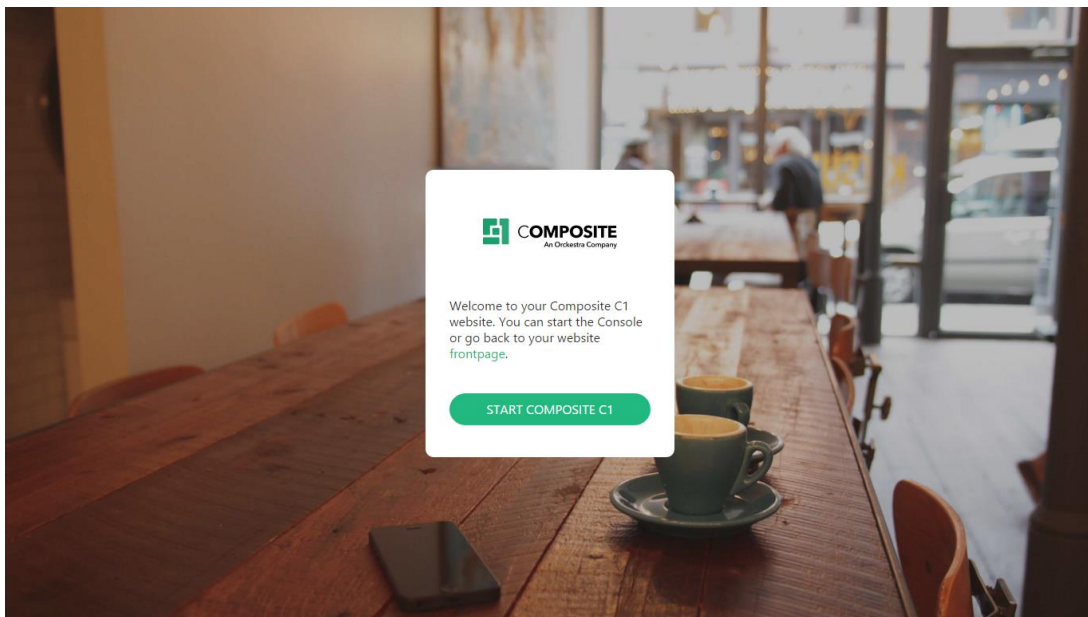 COMPOSITE
An Orckestra Company
Welcome to your Composite C1
website. You can start the Console
or go back to your website
frontpage.
START COMPOSITE C1